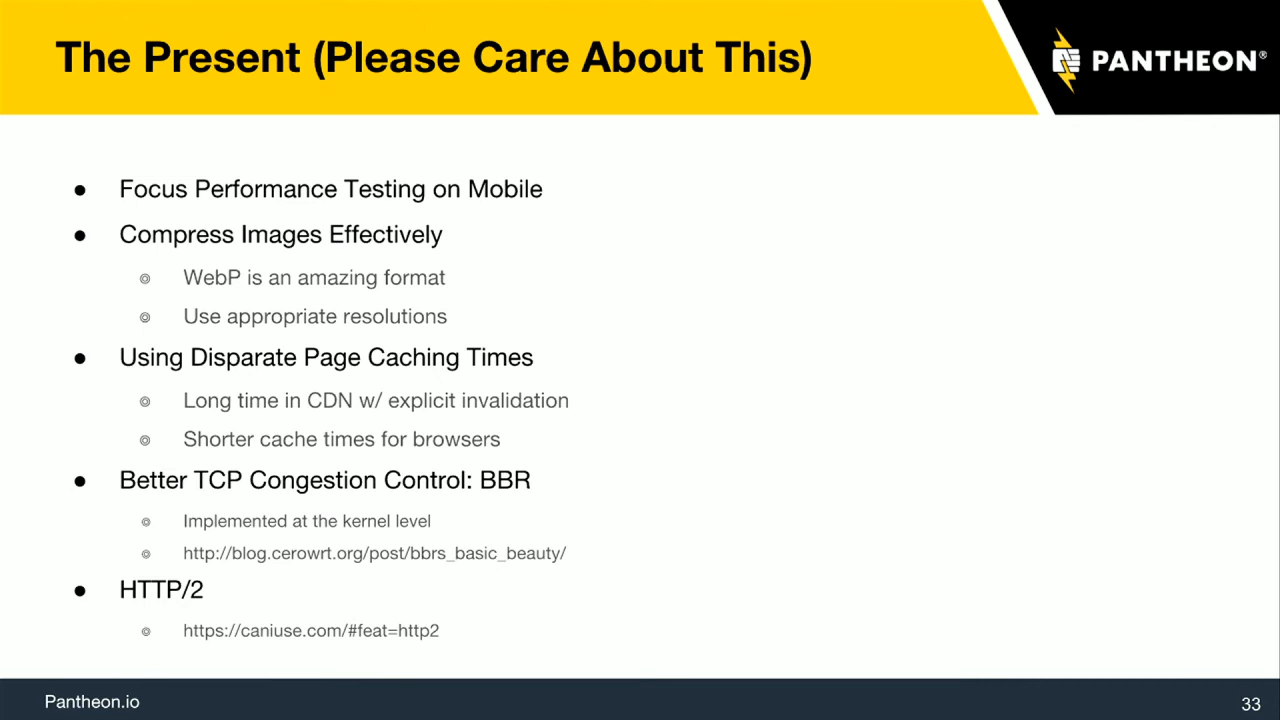 The Present (Please Care About This)
PANTHEON®
● Focus Performance Testing on Mobile
● Compress Images Effectively
◎ WebP is an amazing format
◎ Use appropriate resolutions
● Using Disparate Page Caching Times
◎ Long time in CDN w/ explicit invalidation
◎ Shorter cache times for browsers
● Better TCP Congestion Control: BBR
◎ Implemented at the kernel level
◎ http://blog.cerowrt.org/post/bbrs_basic_beauty/
● HTTP/2
◎ https://caniuse.com/#feat=http2
Pantheon.io
33